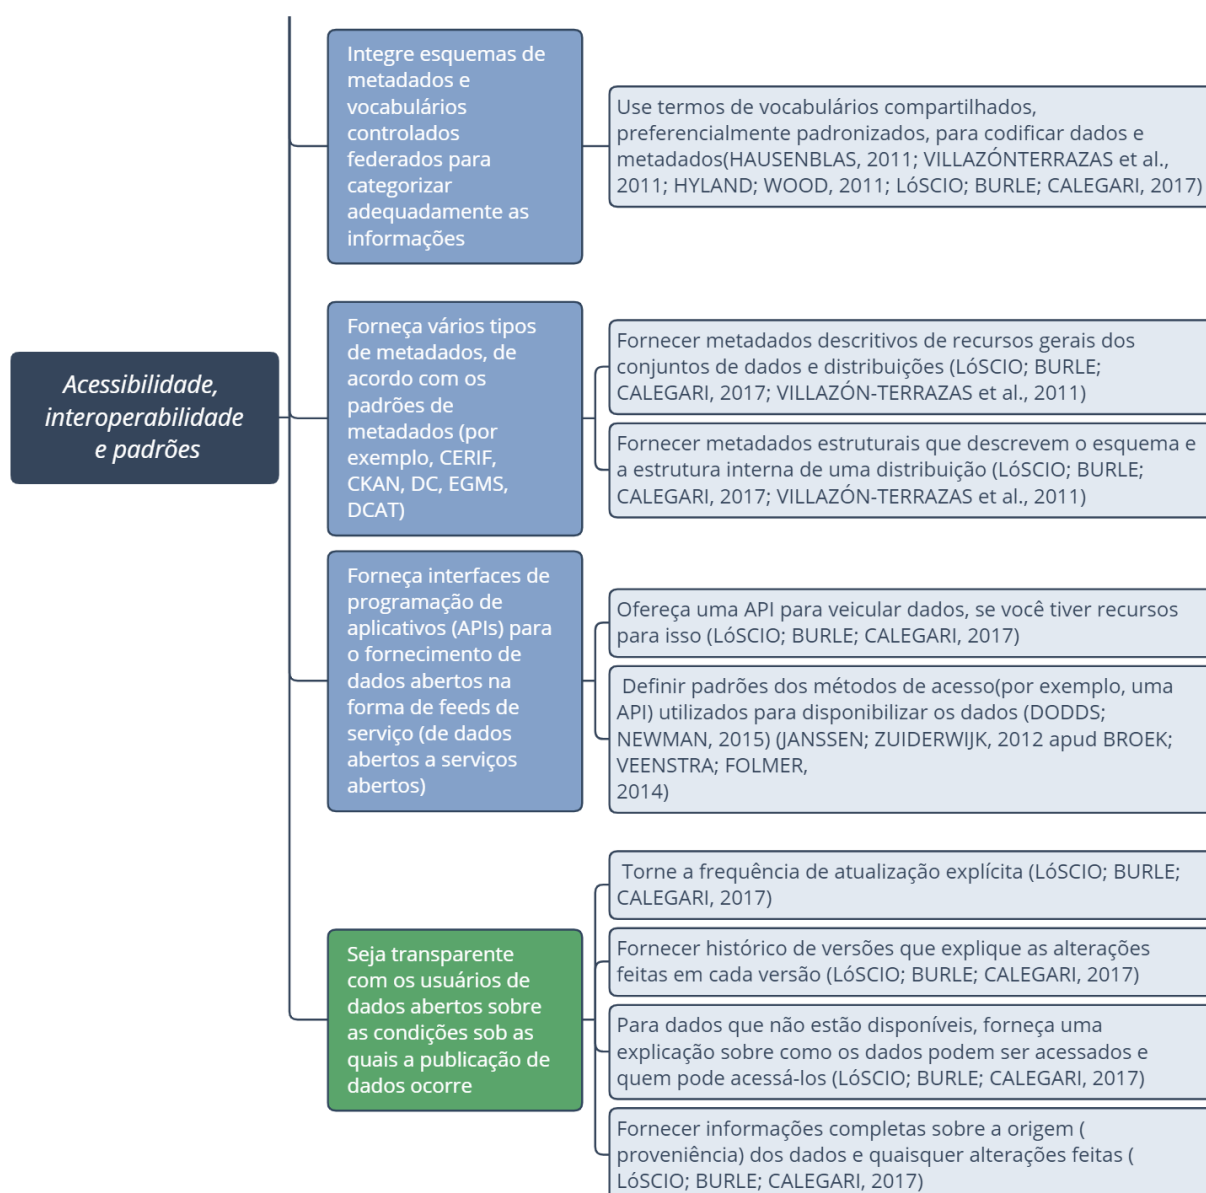 Acessibilidade,
interoperabilidade
e padrões
Integre esquemas de
metadados e
vocabulários
controlados
federados para
categorizar
adequadamente as
informações
Use termos de vocabulários compartilhados,
preferencialmente padronizados, para codificar dados e
metadados(HAUSENBLAS, 2011; VILLAZÓNTERRAZAS et al.,
2011; HYLAND; WOOD, 2011; LóSCIO; BURLE; CALEGARI, 2017)
Forneça vários tipos
de metadados, de
acordo com os
padrões de
metadados (por
exemplo, CERIF,
CKAN, DC, EGMS,
DCAT)
Fornecer metadados descritivos de recursos gerais dos
conjuntos de dados e distribuições (LóSCIO; BURLE;
CALEGARI, 2017; VILLAZÓN-TERRAZAS et al., 2011)
Fornecer metadados estruturais que descrevem o esquema e
a estrutura interna de uma distribuição (LóSCIO; BURLE;
CALEGARI, 2017; VILLAZÓN-TERRAZAS et al., 2011)
Forneça interfaces de
programação de
aplicativos (APIs) para
o fornecimento de
dados abertos na
forma de feeds de
serviço (de dados
abertos a serviços
abertos)
Ofereça uma API para veicular dados, se você tiver recursos
para isso (LóSCIO; BURLE; CALEGARI, 2017)
Definir padrões dos métodos de acesso(por exemplo, uma
API) utilizados para disponibilizar os dados (DODDS;
NEWMAN, 2015) (JANSSEN; ZUIDERWIJK, 2012 apud BROEK;
VEENSTRA; FOLMER,
2014)
Seja transparente
com os usuários de
dados abertos sobre
as condições sob as
quais a publicação de
dados ocorre
Torne a frequência de atualização explícita (LóSCIO; BURLE;
CALEGARI, 2017)
Fornecer histórico de versões que explique as alterações
feitas em cada versão (LóSCIO; BURLE; CALEGARI, 2017)
Para dados que não estão disponíveis, forneça uma
explicação sobre como os dados podem ser acessados e
quem pode acessá-los (LóSCIO; BURLE; CALEGARI, 2017)
Fornecer informações completas sobre a origem (
proveniência) dos dados e quaisquer alterações feitas (
LóSCIO; BURLE; CALEGARI, 2017)